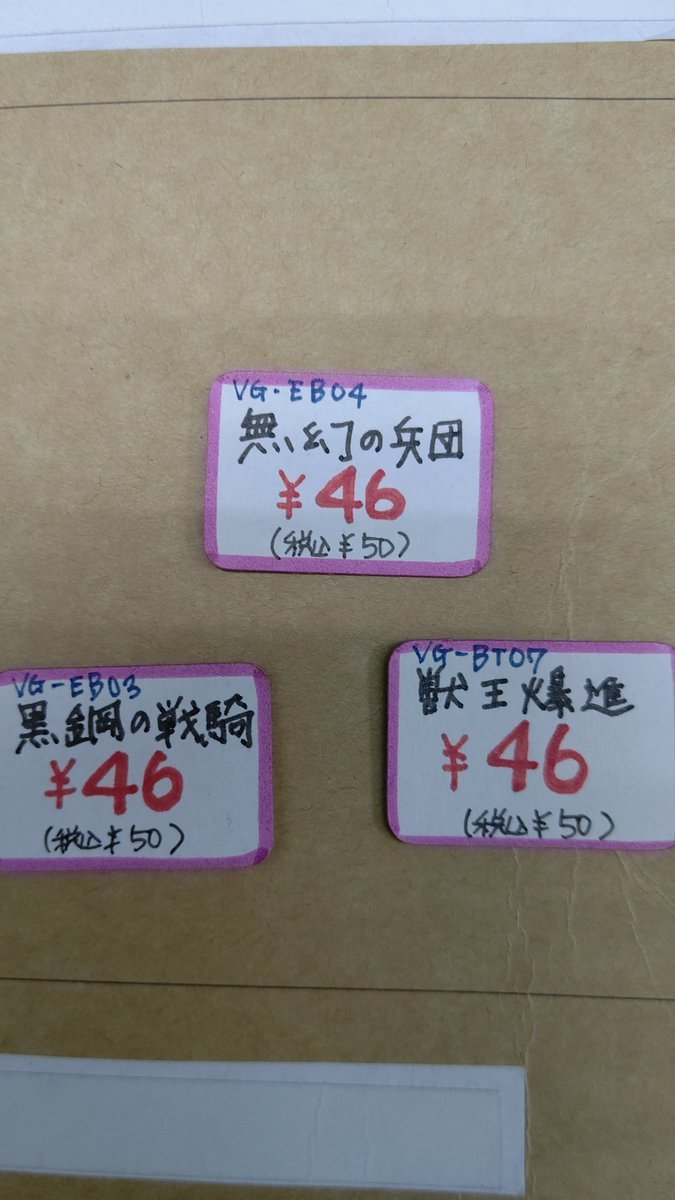 VG-EB04
無幻の兵団
¥46
(税込¥50)
VG-EB03
黒鋼の戦騎
¥46
(税込¥50)
VG-BT07
獣王爆進
¥46
(税込¥50)